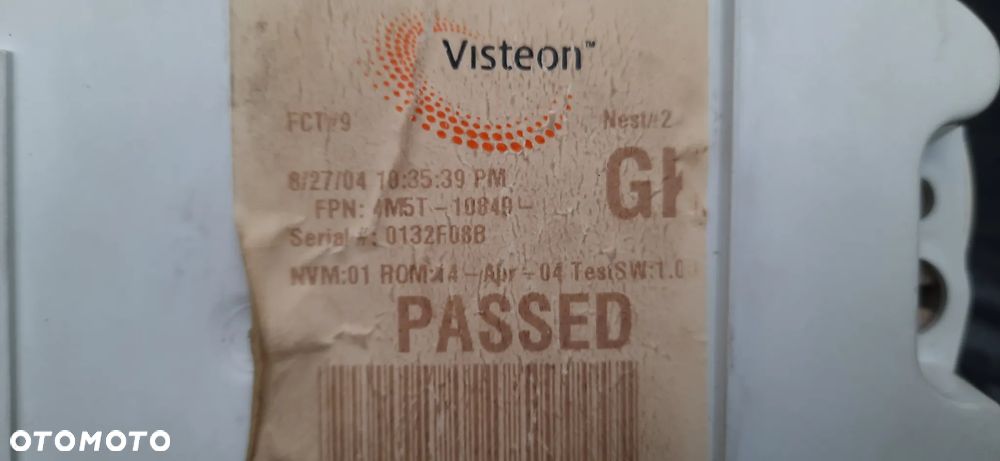 Visteon™
FCT#9 Nest#2
8/27/04 10:35:39 PM
FPN: 4M5T-10849-
Serial #: 0132F08B
NVM:01 ROM:14-Apr-04 TestSW:1.0
PASSED
OTOMOTO